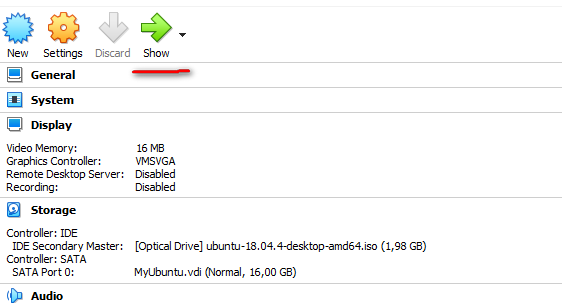 New Settings Discard Show
General
System
Display
Video Memory: 16 MB
Graphics Controller: VMSVGA
Remote Desktop Server: Disabled
Recording: Disabled
Storage
Controller: IDE
IDE Secondary Master: [Optical Drive] ubuntu-18.04.4-desktop-amd64.iso (1,98 GB)
Controller: SATA
SATA Port 0: MyUbuntu.vdi (Normal, 16,00 GB)
Audio